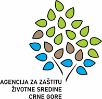 AGENCIJA ZA ZAŠTITU
ŽIVOTNE SREDINE
CRNE GORE